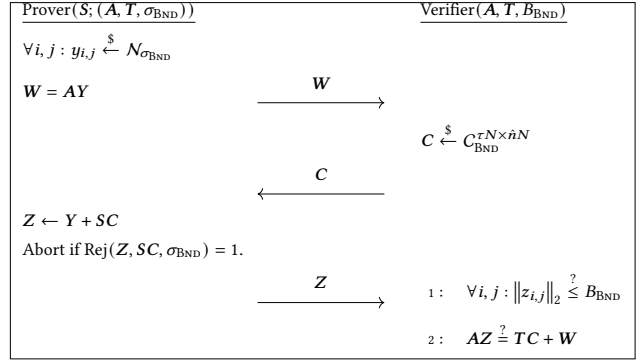 Prover(S; (A, T, σ_BND)) Verifier(A, T, B_BND)
∀i, j : y_{i,j} ←$ N_{σ_BND}
W = AY
W
C ←$ C_BND^{τN×n̂N}
C
Z ← Y + SC
Abort if Rej(Z, SC, σ_BND) = 1.
Z
1 : ∀i, j : ‖z_{i,j}‖₂ ≤? B_BND
2 : AZ =? TC + W